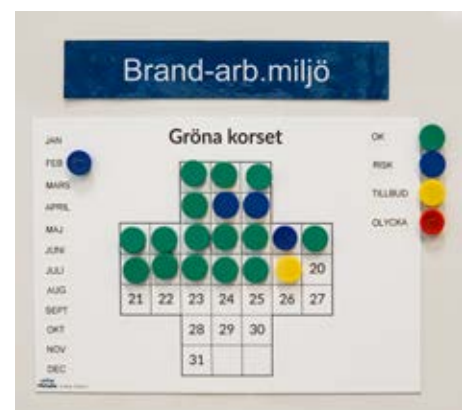 Brand-arb.miljö
Gröna korset
JAN
FEB
MARS
APRIL
MAJ
JUNI
JULI
AUG
SEPT
OKT
NOV
DEC
OK
RISK
TILLBUD
OLYCKA
20
21 22 23 24 25 26 27
28 29 30
31